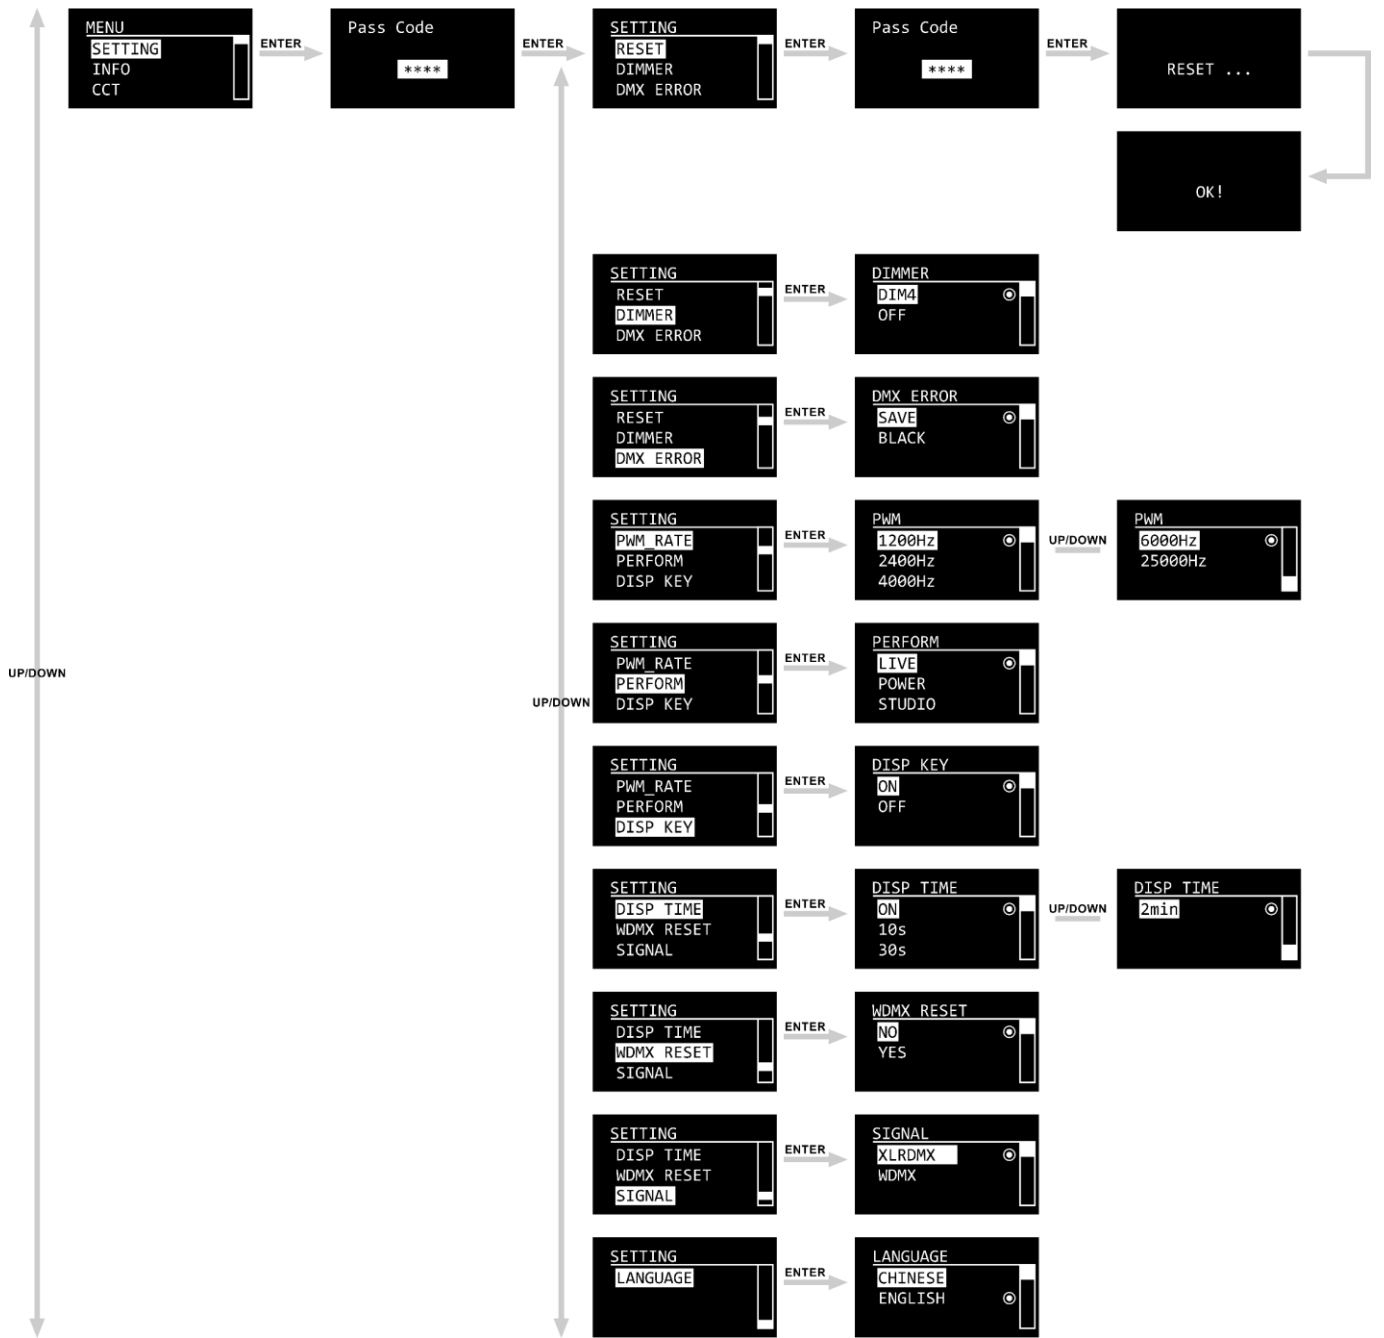 MENU
SETTING
INFO
CCT
ENTER
Pass Code
****
ENTER
SETTING
RESET
DIMMER
DMX ERROR
ENTER
Pass Code
****
ENTER
RESET ...
OK!
SETTING
RESET
DIMMER
DMX ERROR
ENTER
DIMMER
DIM4
OFF
SETTING
RESET
DIMMER
DMX ERROR
ENTER
DMX ERROR
SAVE
BLACK
SETTING
PWM_RATE
PERFORM
DISP KEY
ENTER
PWM
1200Hz
2400Hz
4000Hz
UP/DOWN
PWM
6000Hz
25000Hz
UP/DOWN
UP/DOWN
SETTING
PWM_RATE
PERFORM
DISP KEY
ENTER
PERFORM
LIVE
POWER
STUDIO
SETTING
PWM_RATE
PERFORM
DISP KEY
ENTER
DISP KEY
ON
OFF
SETTING
DISP TIME
WDMX RESET
SIGNAL
ENTER
DISP TIME
ON
10s
30s
UP/DOWN
DISP TIME
2min
SETTING
DISP TIME
WDMX RESET
SIGNAL
ENTER
WDMX RESET
NO
YES
SETTING
DISP TIME
WDMX RESET
SIGNAL
ENTER
SIGNAL
XLRDMX
WDMX
SETTING
LANGUAGE
ENTER
LANGUAGE
CHINESE
ENGLISH